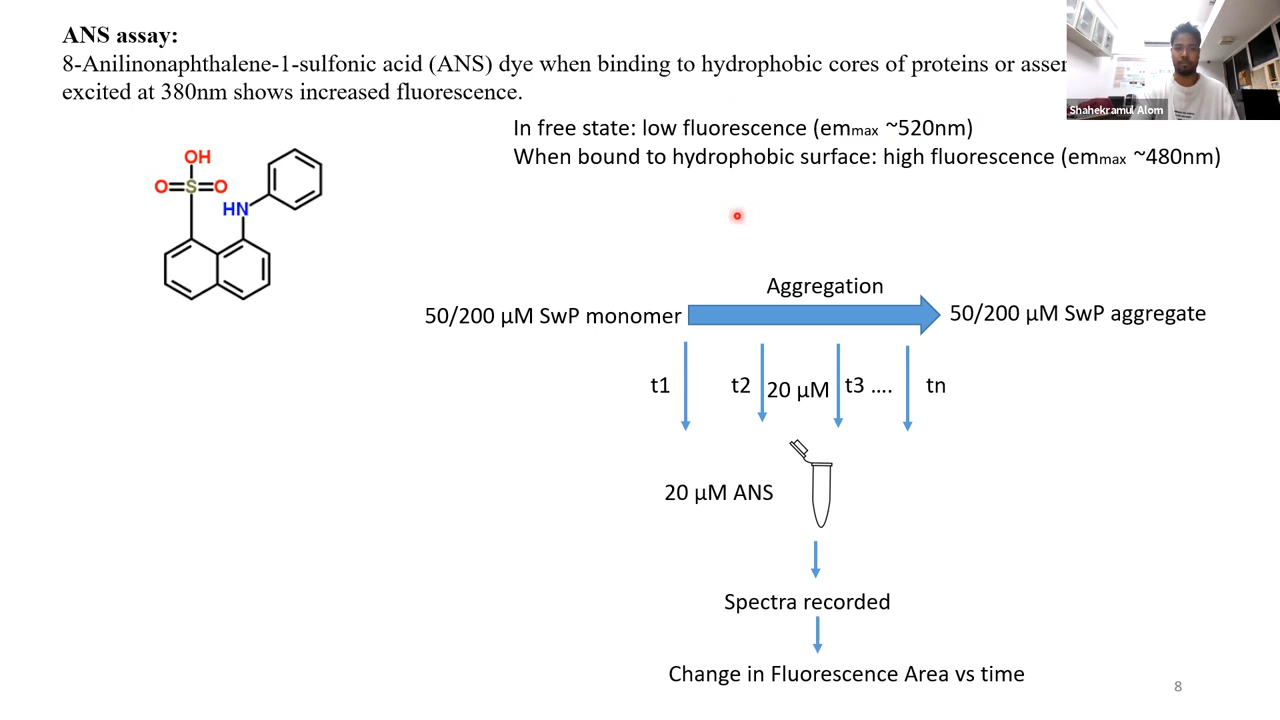 ANS assay:
8-Anilinonaphthalene-1-sulfonic acid (ANS) dye when binding to hydrophobic cores of proteins or
excited at 380nm shows increased fluorescence.
Shahekramul Alom
In free state: low fluorescence (emmax ~520nm)
When bound to hydrophobic surface: high fluorescence (emmax ~480nm)
OH
O=S=O
HN
Aggregation
50/200 µM SwP monomer
50/200 µM SwP aggregate
t1
t2
20 µM
t3 ....
tn
20 µM ANS
Spectra recorded
Change in Fluorescence Area vs time
8